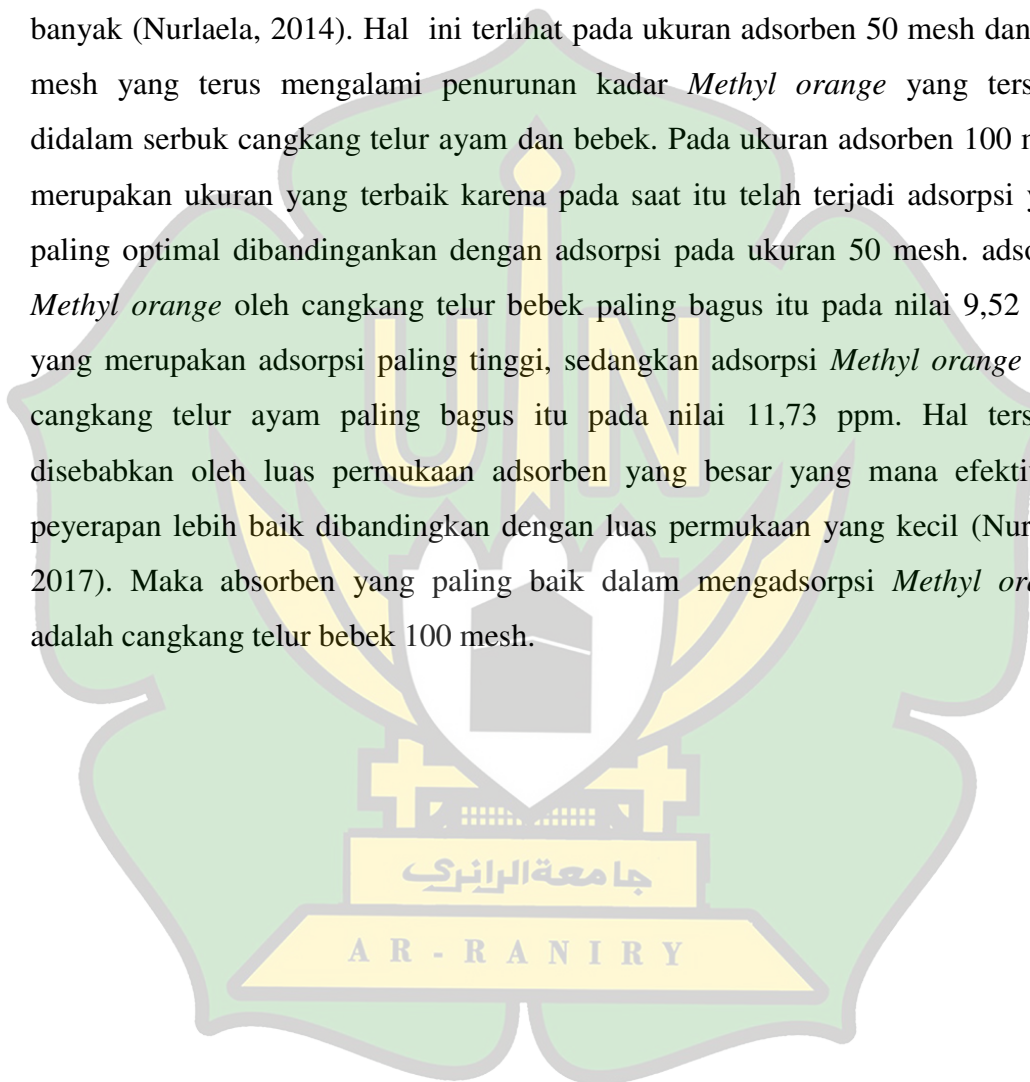 banyak (Nurlaela, 2014). Hal ini terlihat pada ukuran adsorben 50 mesh dan
mesh yang terus mengalami penurunan kadar Methyl orange yang ters
didalam serbuk cangkang telur ayam dan bebek. Pada ukuran adsorben 100 m
merupakan ukuran yang terbaik karena pada saat itu telah terjadi adsorpsi y
paling optimal dibandingankan dengan adsorpsi pada ukuran 50 mesh. adso
Methyl orange oleh cangkang telur bebek paling bagus itu pada nilai 9,52
yang merupakan adsorpsi paling tinggi, sedangkan adsorpsi Methyl orange
cangkang telur ayam paling bagus itu pada nilai 11,73 ppm. Hal ters
disebabkan oleh luas permukaan adsorben yang besar yang mana efekti
peyerapan lebih baik dibandingkan dengan luas permukaan yang kecil (Nur
2017). Maka absorben yang paling baik dalam mengadsorpsi Methyl ora
adalah cangkang telur bebek 100 mesh.
UIN
جامعة الرانري
AR-RANIRY